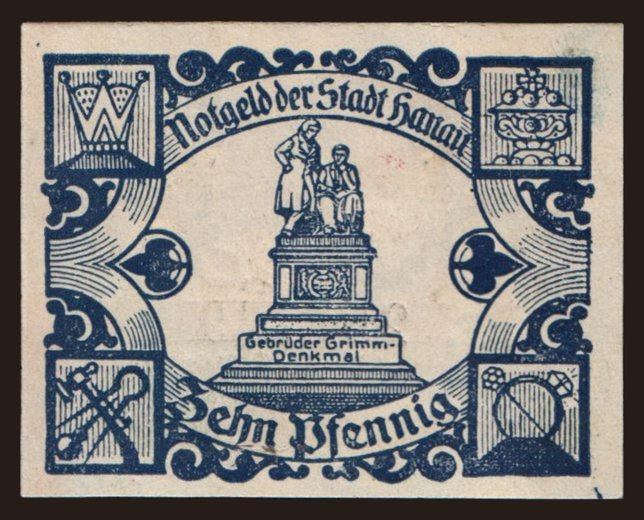 Notgeld der Stadt Hanau
Gebrüder Grimm-
Denkmal
Zehn Pfennig